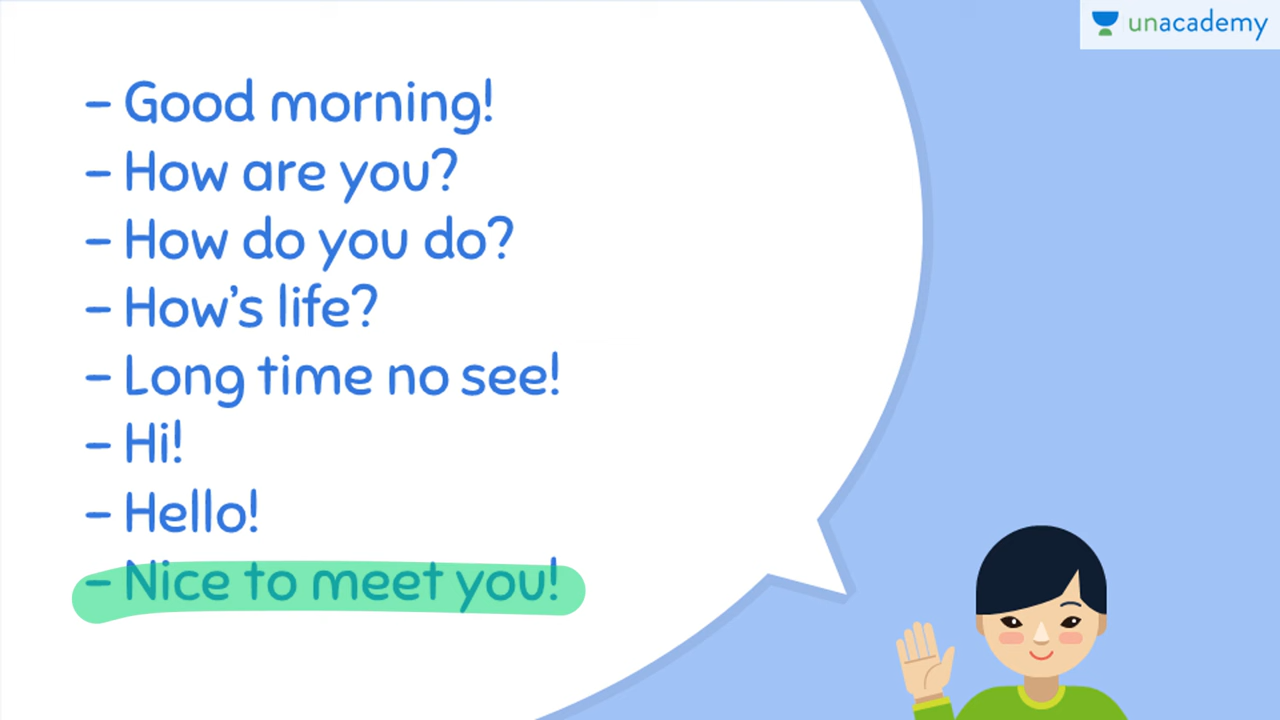 unacademy
– Good morning!
– How are you?
– How do you do?
– How's life?
– Long time no see!
– Hi!
– Hello!
– Nice to meet you!